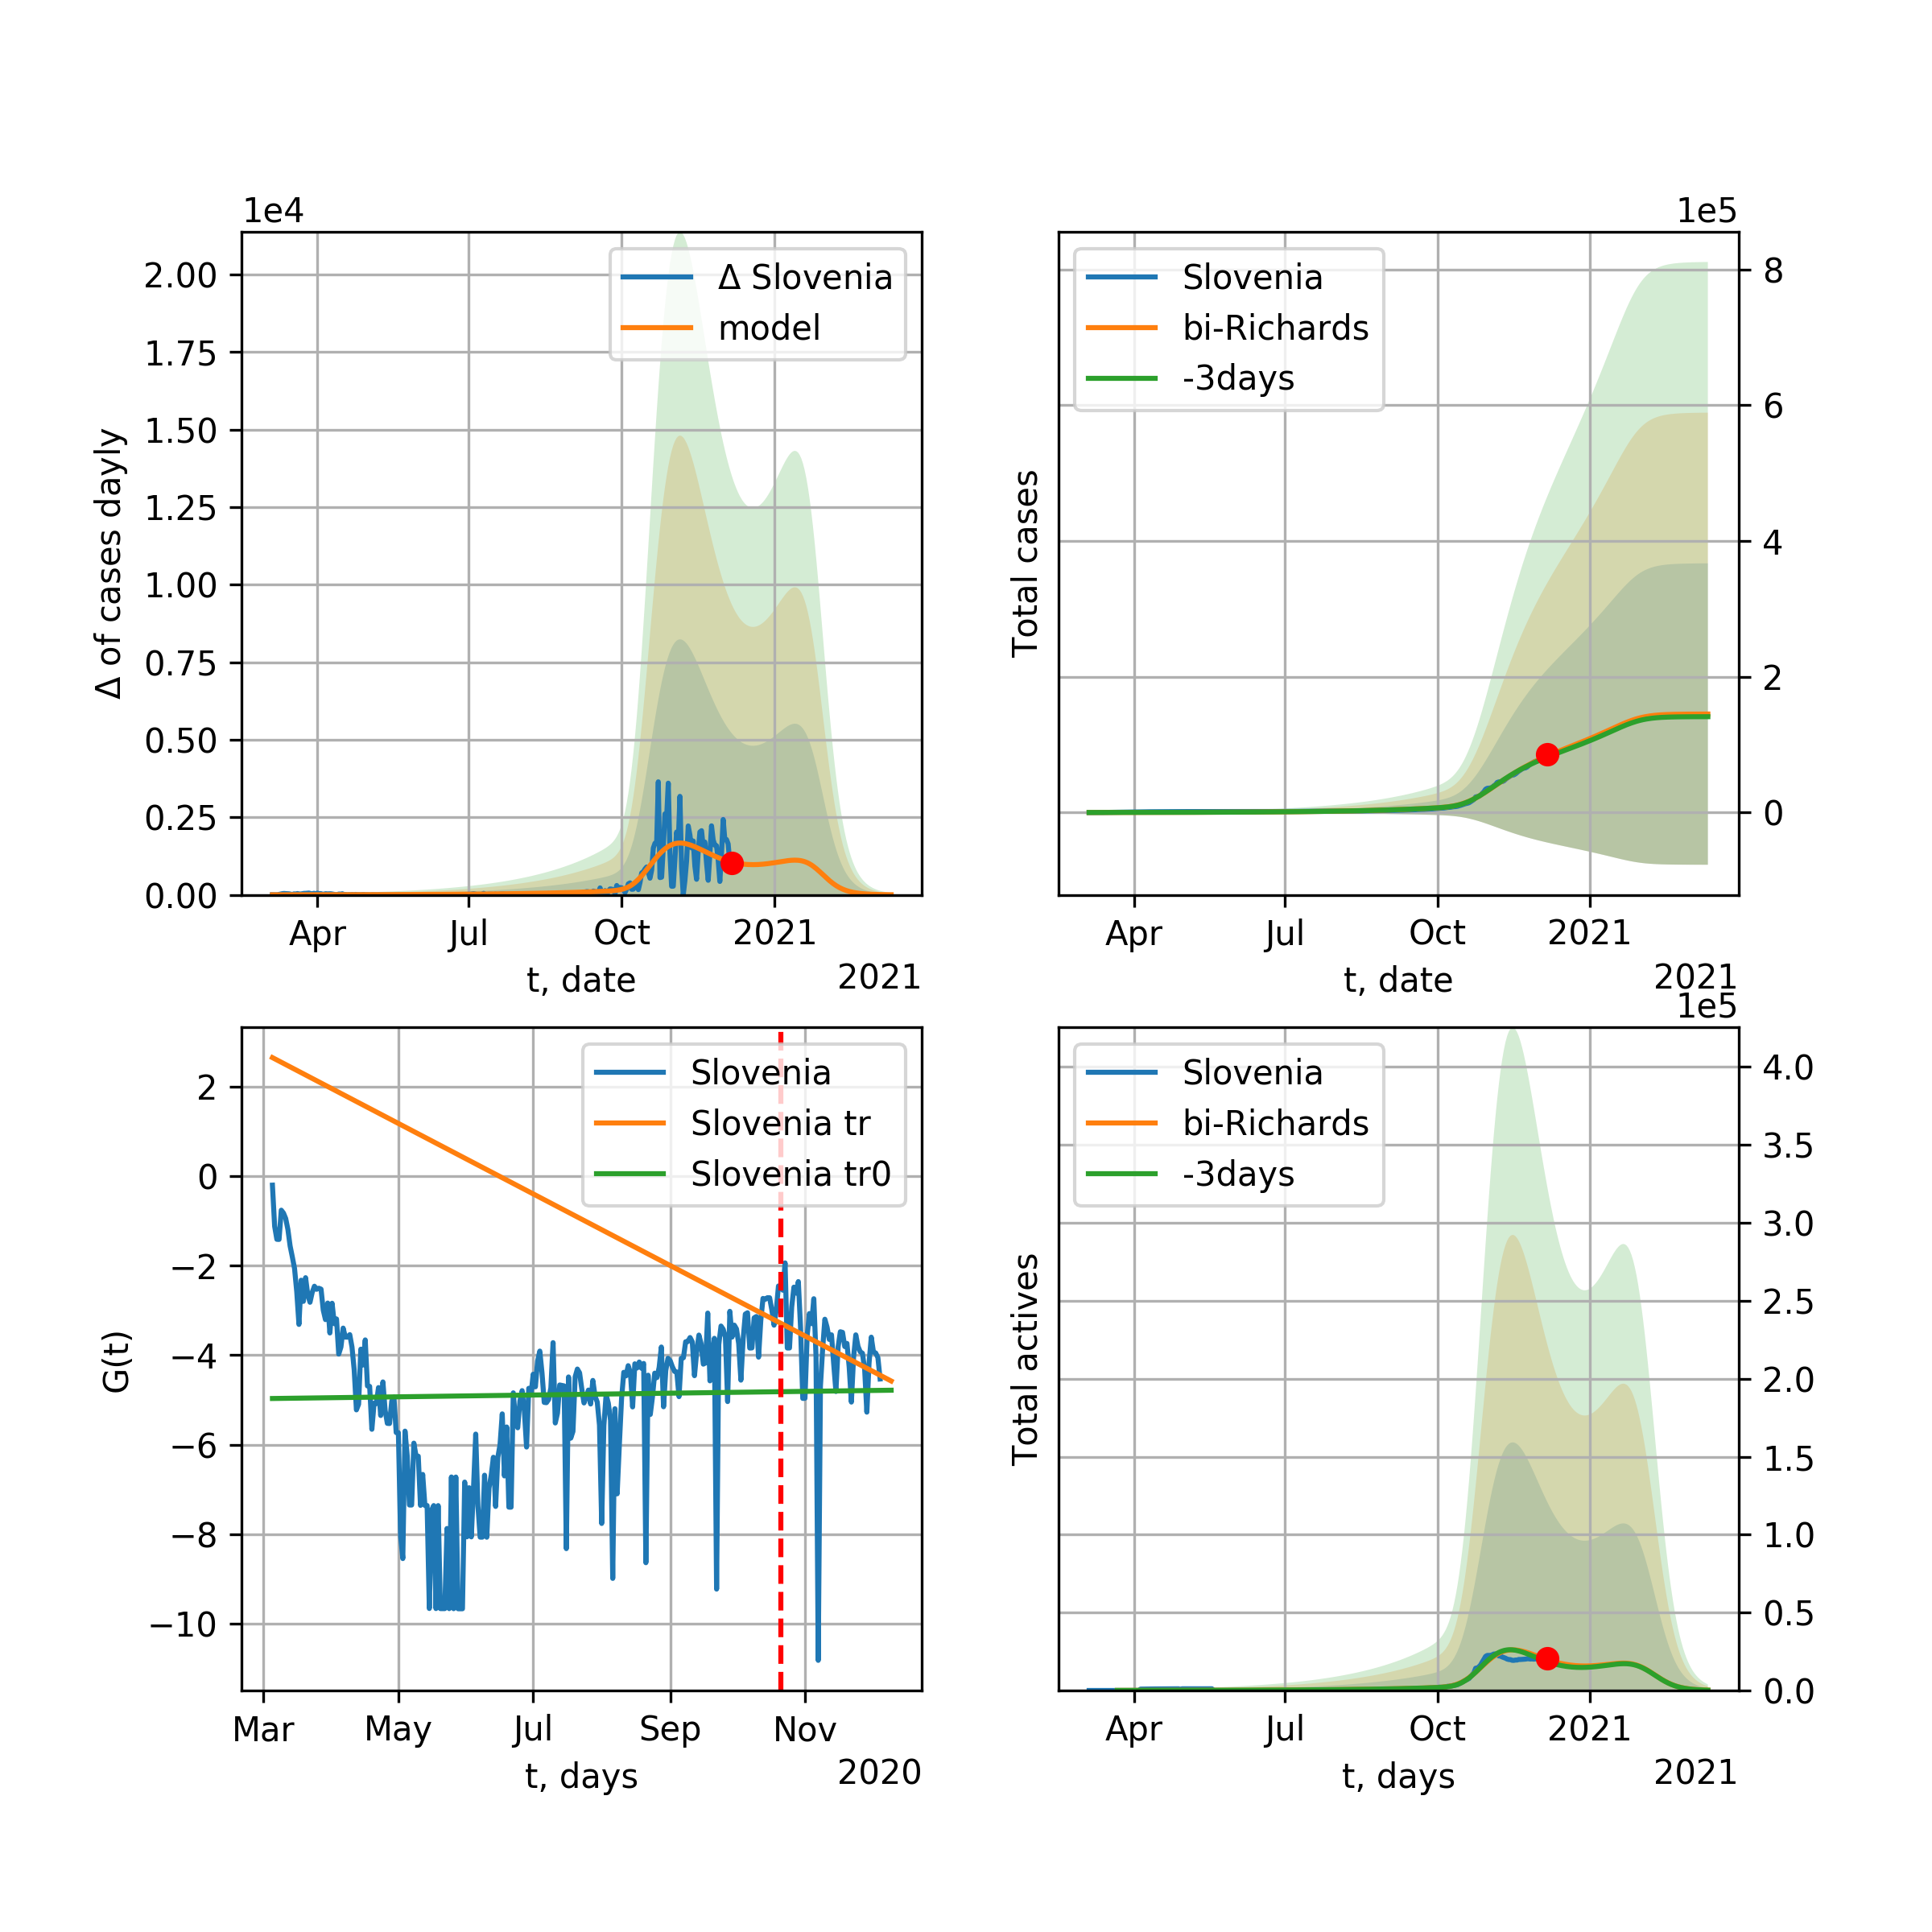 1e4
2.00
1.75
1.50
1.25
1.00
0.75
0.50
0.25
0.00
Δ of cases dayly
Δ Slovenia
model
Apr Jul Oct 2021
t, date
2021
1e5
8
6
4
2
0
Total cases
Slovenia
bi-Richards
-3days
Apr Jul Oct 2021
t, date
2021
2
0
−2
−4
−6
−8
−10
G(t)
Slovenia
Slovenia tr
Slovenia tr0
Mar May Jul Sep Nov
t, days
2020
1e5
4.0
3.5
3.0
2.5
2.0
1.5
1.0
0.5
0.0
Total actives
Slovenia
bi-Richards
-3days
Apr Jul Oct 2021
t, days
2021